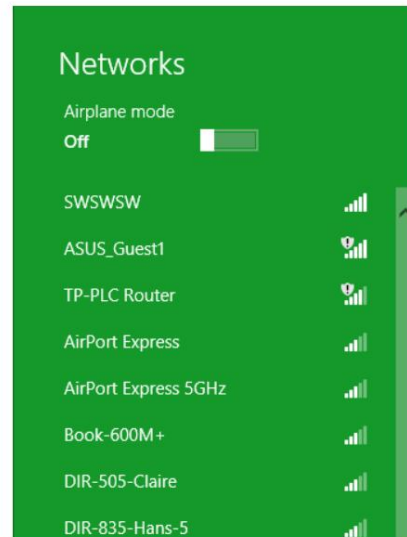 Networks
Airplane mode
Off
SWSWSW
ASUS_Guest1
TP-PLC Router
AirPort Express
AirPort Express 5GHz
Book-600M+
DIR-505-Claire
DIR-835-Hans-5